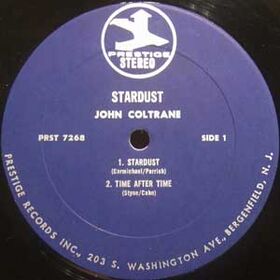 PRESTIGE
STEREO
STARDUST
JOHN COLTRANE
PRST 7268
SIDE 1
1. STARDUST
(Carmichael/Parrish)
2. TIME AFTER TIME
(Styne/Cahn)
PRESTIGE RECORDS INC., 203 S. WASHINGTON AVE., BERGENFIELD, N. J.